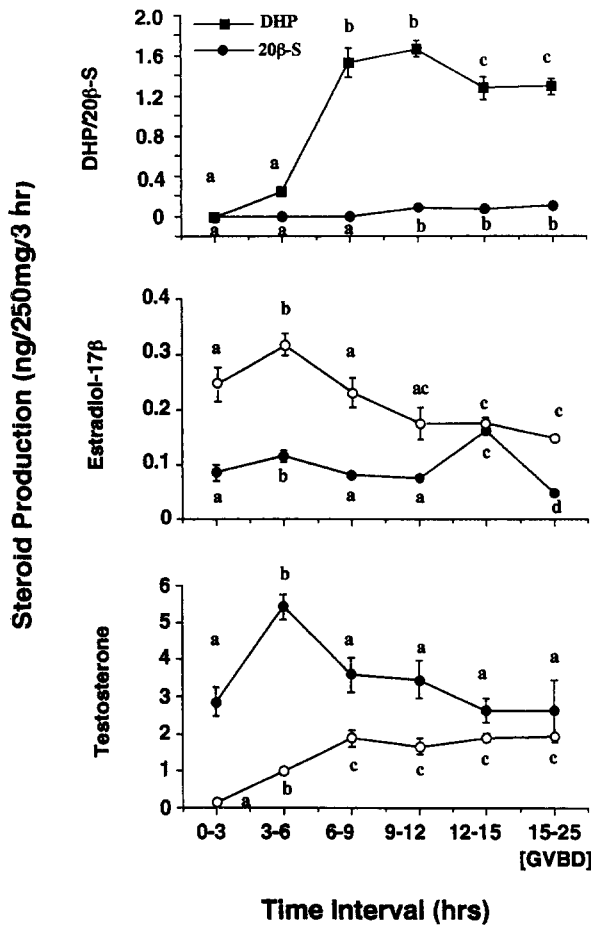 Steroid Production (ng/250mg/3 hr)
DHP/20β-S
DHP
20β-S
2.0
1.6
1.2
0.8
0.4
0
a
a
b
b
c
c
a
a
a
b
b
b
Estradiol-17β
0.4
0.3
0.2
0.1
0
a
b
a
ac
c
c
a
b
a
a
c
d
Testosterone
6
5
4
3
2
1
0
a
b
a
a
a
a
a
b
c
c
c
c
0-3 3-6 6-9 9-12 12-15 15-25
[GVBD]
Time Interval (hrs)